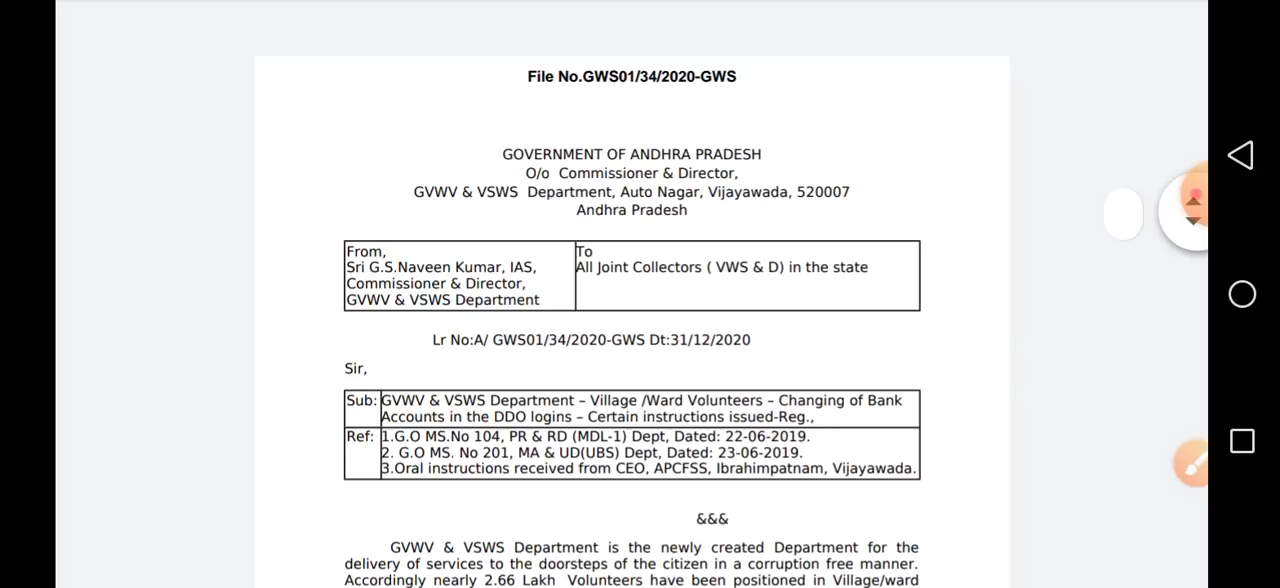 File No.GWS01/34/2020-GWS
GOVERNMENT OF ANDHRA PRADESH
O/o Commissioner & Director,
GVWV & VSWS Department, Auto Nagar, Vijayawada, 520007
Andhra Pradesh
From,
Sri G.S.Naveen Kumar, IAS,
Commissioner & Director,
GVWV & VSWS Department
To
All Joint Collectors ( VWS & D) in the state
Lr No:A/ GWS01/34/2020-GWS Dt:31/12/2020
Sir,
Sub: GVWV & VSWS Department – Village /Ward Volunteers – Changing of Bank
Accounts in the DDO logins – Certain instructions issued-Reg.,
Ref: 1.G.O MS.No 104, PR & RD (MDL-1) Dept, Dated: 22-06-2019.
2. G.O MS. No 201, MA & UD(UBS) Dept, Dated: 23-06-2019.
3.Oral instructions received from CEO, APCFSS, Ibrahimpatnam, Vijayawada.
&&&
GVWV & VSWS Department is the newly created Department for the
delivery of services to the doorsteps of the citizen in a corruption free manner.
Accordingly nearly 2.66 Lakh Volunteers have been positioned in Village/ward